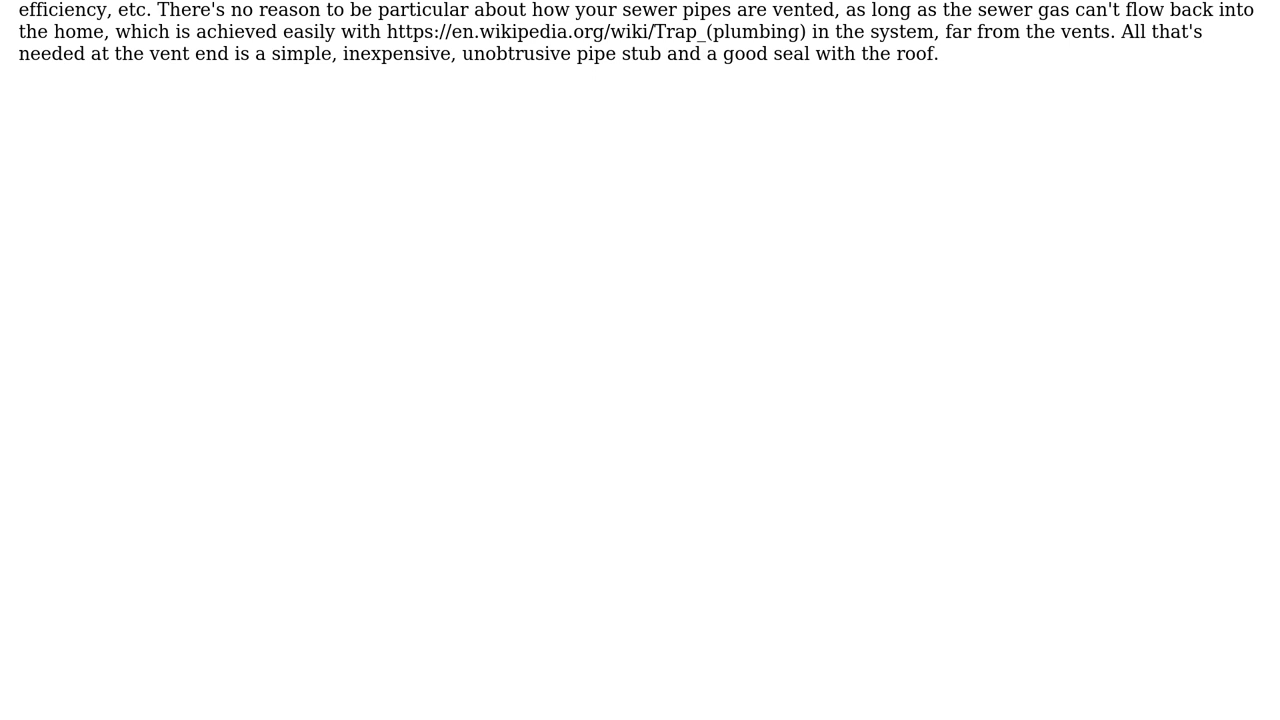 efficiency, etc. There's no reason to be particular about how your sewer pipes are vented, as long as the sewer gas can't flow back into
the home, which is achieved easily with https://en.wikipedia.org/wiki/Trap_(plumbing) in the system, far from the vents. All that's
needed at the vent end is a simple, inexpensive, unobtrusive pipe stub and a good seal with the roof.